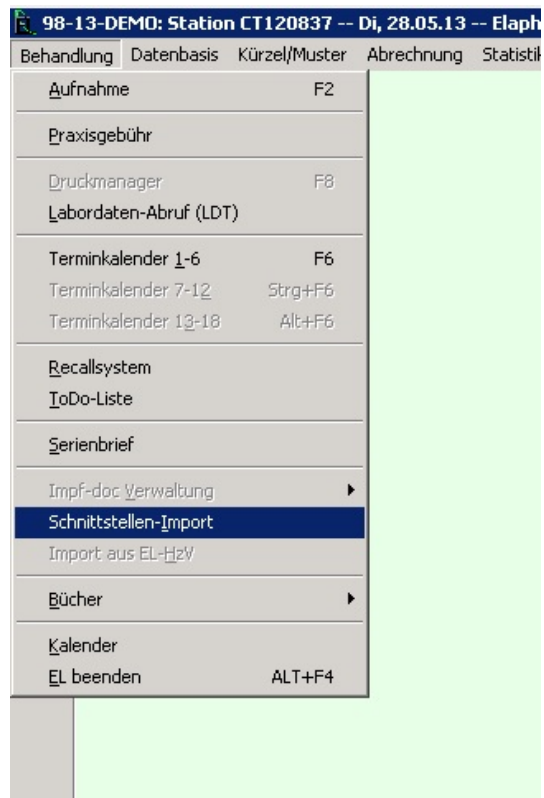 98-13-DEMO: Station CT120837 -- Di, 28.05.13 -- Elaph
Behandlung Datenbasis Kürzel/Muster Abrechnung Statistik
Aufnahme F2
Praxisgebühr
Druckmanager F8
Labordaten-Abruf (LDT)
Terminkalender 1-6 F6
Terminkalender 7-12 Strg+F6
Terminkalender 13-18 Alt+F6
Recallsystem
ToDo-Liste
Serienbrief
Impf-doc Verwaltung
Schnittstellen-Import
Import aus EL-HzV
Bücher
Kalender
EL beenden ALT+F4